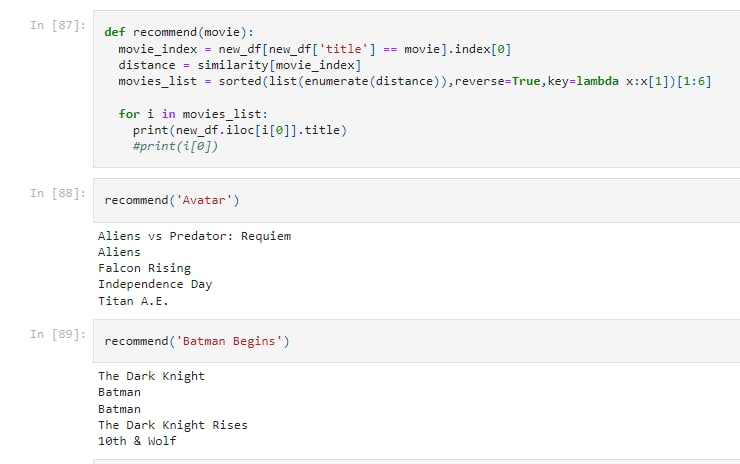 In [87]:
def recommend(movie):
movie_index = new_df[new_df['title'] == movie].index[0]
distance = similarity[movie_index]
movies_list = sorted(list(enumerate(distance)),reverse=True,key=lambda x:x[1])[1:6]
for i in movies_list:
print(new_df.iloc[i[0]].title)
#print(i[0])
In [88]:
recommend('Avatar')
Aliens vs Predator: Requiem
Aliens
Falcon Rising
Independence Day
Titan A.E.
In [89]:
recommend('Batman Begins')
The Dark Knight
Batman
Batman
The Dark Knight Rises
10th & Wolf